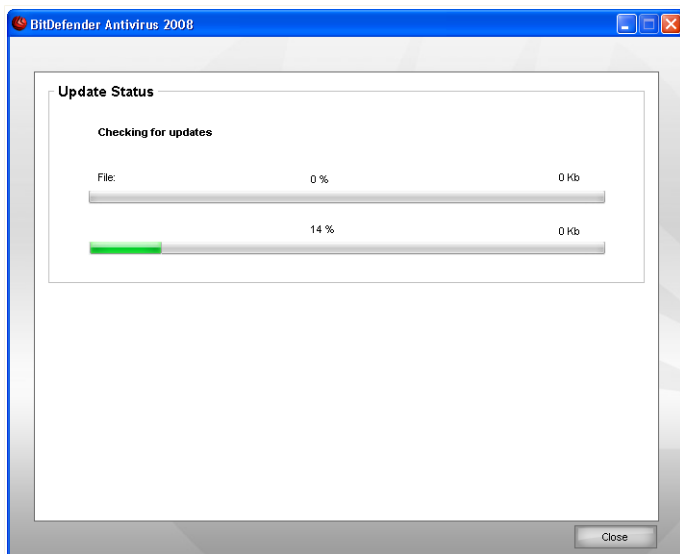 BitDefender Antivirus 2008
Update Status
Checking for updates
File: 0 % 0 Kb
14 % 0 Kb
Close